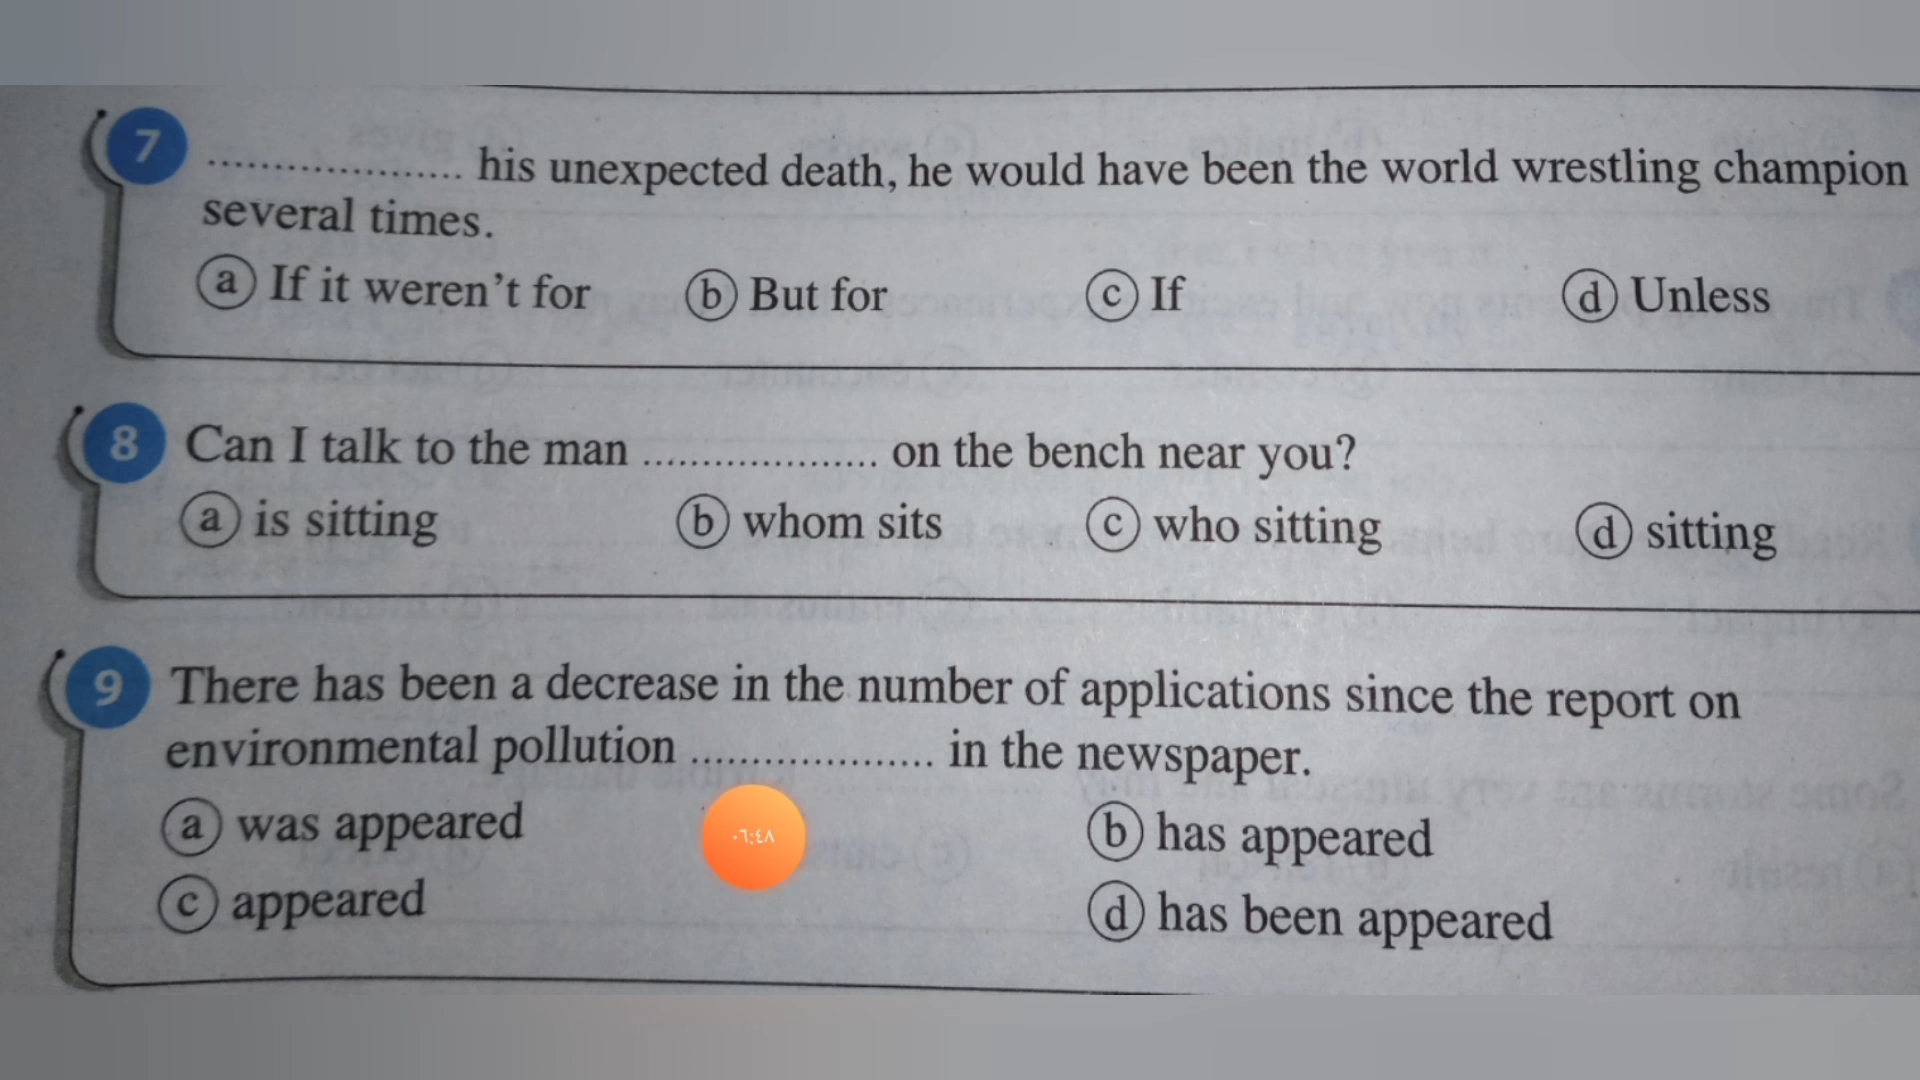 7 .................... his unexpected death, he would have been the world wrestling champion
several times.
ⓐ If it weren't for ⓑ But for ⓒ If ⓓ Unless
8 Can I talk to the man .................... on the bench near you?
ⓐ is sitting ⓑ whom sits ⓒ who sitting ⓓ sitting
9 There has been a decrease in the number of applications since the report on
environmental pollution .................... in the newspaper.
ⓐ was appeared ⓑ has appeared
٠٦:٤٨
ⓒ appeared ⓓ has been appeared